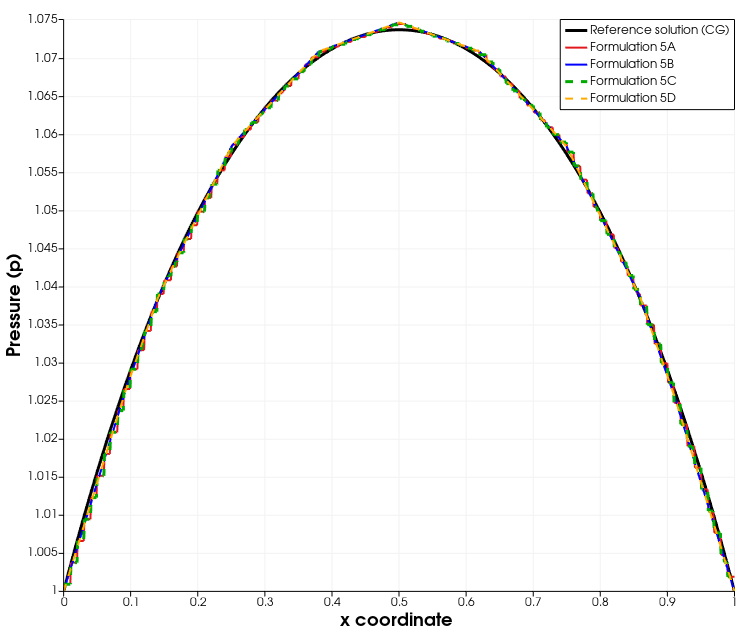 1.075
1.07
1.065
1.06
1.055
1.05
1.045
1.04
1.035
1.03
1.025
1.02
1.015
1.01
1.005
1
Pressure (p)
Reference solution (CG)
Formulation 5A
Formulation 5B
Formulation 5C
Formulation 5D
0 0.1 0.2 0.3 0.4 0.5 0.6 0.7 0.8 0.9 1
x coordinate